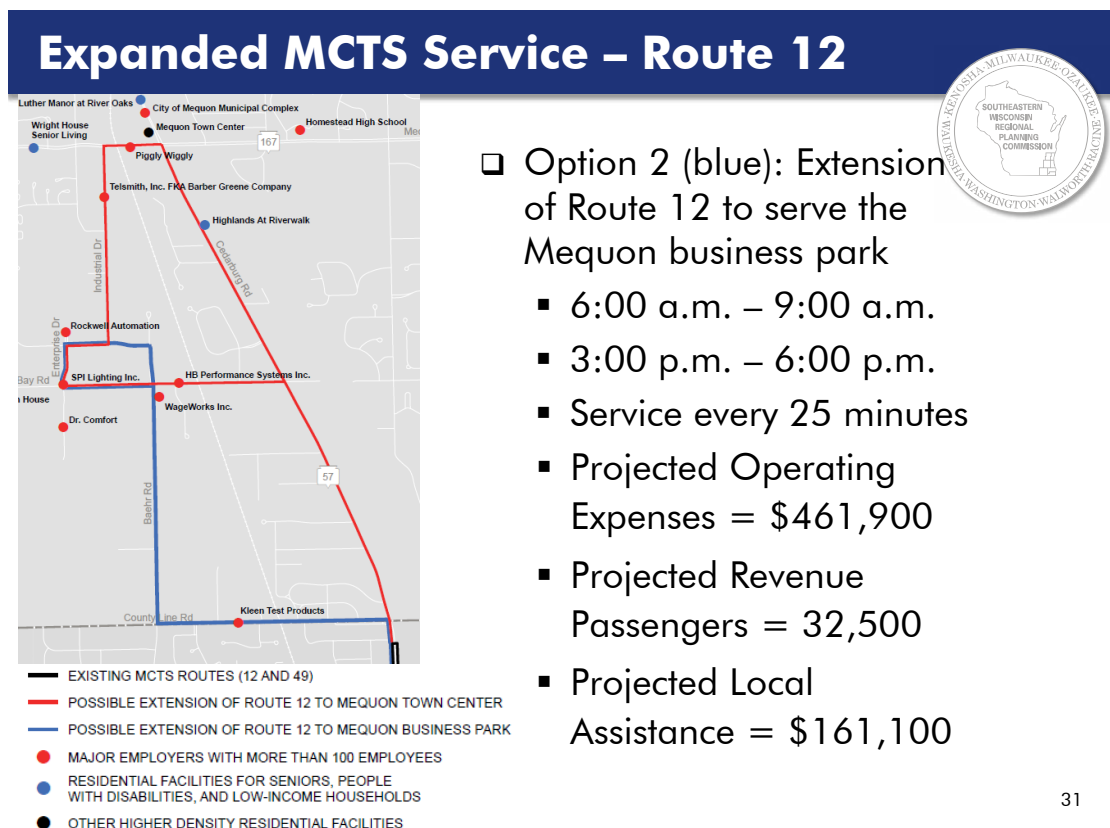 Expanded MCTS Service – Route 12
KENOSHA·MILWAUKEE·OZAUKEE·RACINE·WALWORTH·WASHINGTON·WAUKESHA·
SOUTHEASTERN
WISCONSIN
REGIONAL
PLANNING
COMMISSION
Luther Manor at River Oaks
City of Mequon Municipal Complex
Wright House
Senior Living
Mequon Town Center
Homestead High School
Meq
167
Piggly Wiggly
Telsmith, Inc. FKA Barber Greene Company
Highlands At Riverwalk
Industrial Dr
Cedarburg Rd
Rockwell Automation
Enterprise Dr
Bay Rd
SPI Lighting Inc.
HB Performance Systems Inc.
n House
WageWorks Inc.
Dr. Comfort
57
Baehr Rd
County Line Rd
Kleen Test Products
EXISTING MCTS ROUTES (12 AND 49)
POSSIBLE EXTENSION OF ROUTE 12 TO MEQUON TOWN CENTER
POSSIBLE EXTENSION OF ROUTE 12 TO MEQUON BUSINESS PARK
MAJOR EMPLOYERS WITH MORE THAN 100 EMPLOYEES
RESIDENTIAL FACILITIES FOR SENIORS, PEOPLE
WITH DISABILITIES, AND LOW-INCOME HOUSEHOLDS
OTHER HIGHER DENSITY RESIDENTIAL FACILITIES
❑ Option 2 (blue): Extension
of Route 12 to serve the
Mequon business park
▪ 6:00 a.m. – 9:00 a.m.
▪ 3:00 p.m. – 6:00 p.m.
▪ Service every 25 minutes
▪ Projected Operating
Expenses = $461,900
▪ Projected Revenue
Passengers = 32,500
▪ Projected Local
Assistance = $161,100
31